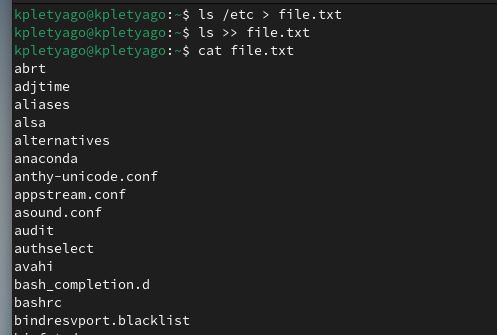 kpletyago@kpletyago:~$ ls /etc > file.txt
kpletyago@kpletyago:~$ ls >> file.txt
kpletyago@kpletyago:~$ cat file.txt
abrt
adjtime
aliases
alsa
alternatives
anaconda
anthy-unicode.conf
appstream.conf
asound.conf
audit
authselect
avahi
bash_completion.d
bashrc
bindresvport.blacklist